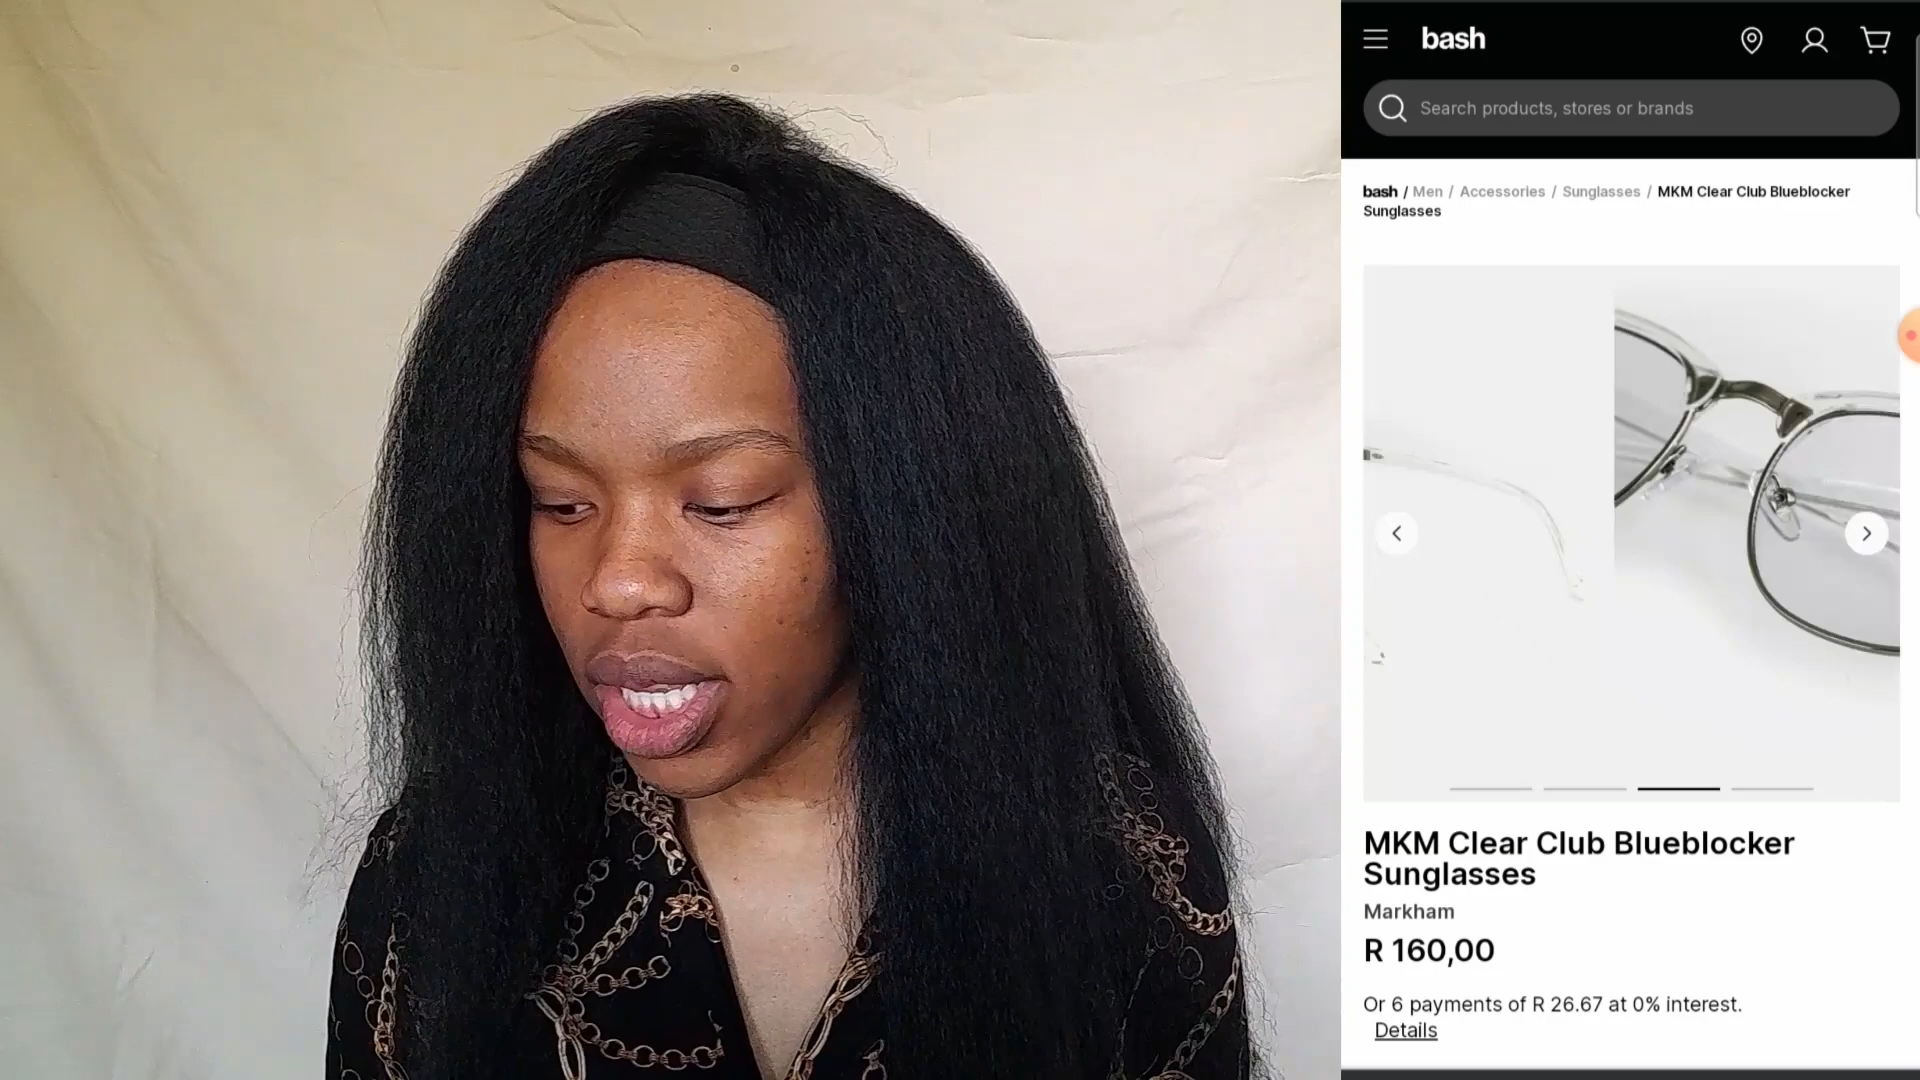 bash
Search products, stores or brands
bash / Men / Accessories / Sunglasses / MKM Clear Club Blueblocker
Sunglasses
MKM Clear Club Blueblocker
Sunglasses
Markham
R 160,00
Or 6 payments of R 26.67 at 0% interest.
Details